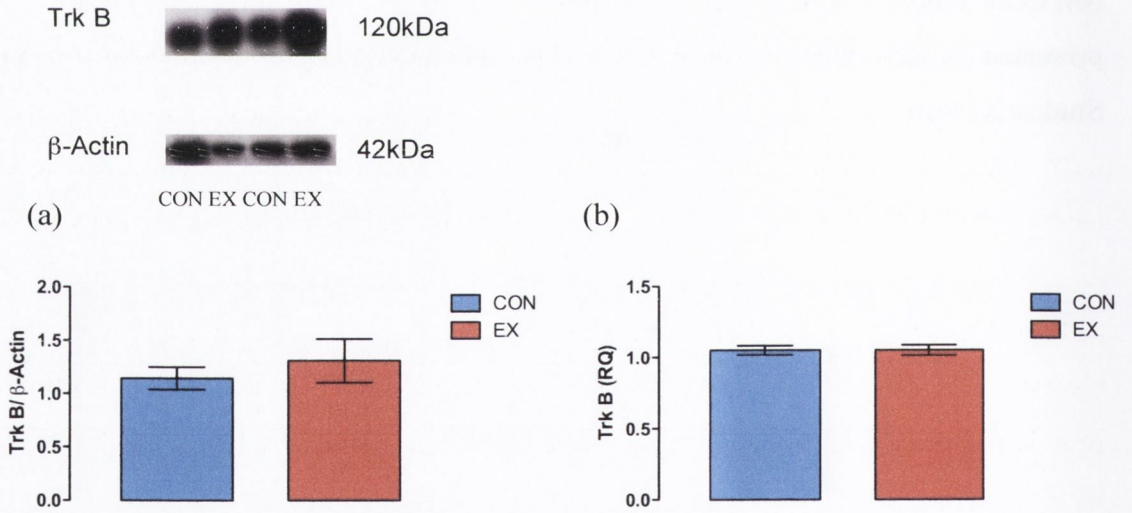 Trk B
120kDa
β-Actin
42kDa
CON EX CON EX
(a)
(b)
2.0
1.5
1.0
0.5
0.0
Trk B/ β-Actin
CON
EX
1.5
1.0
0.5
0.0
Trk B (RQ)
CON
EX